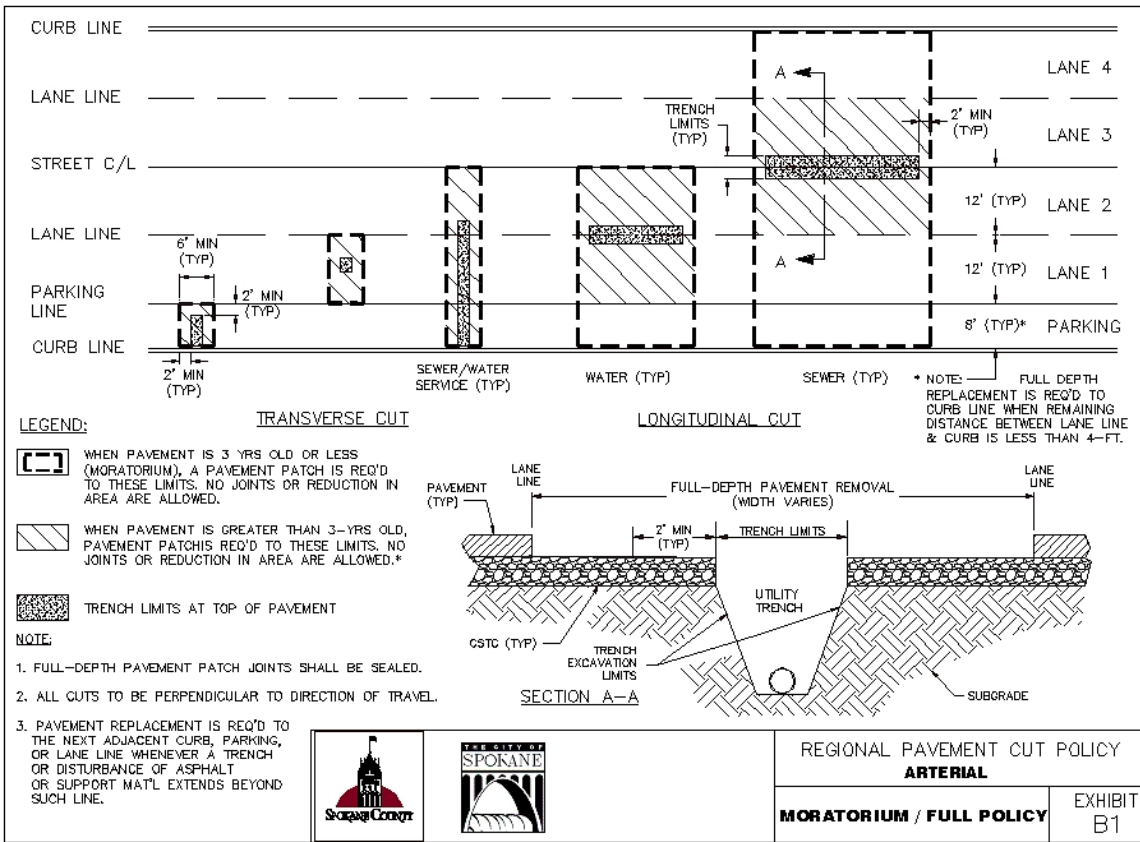 CURB LINE
LANE LINE
STREET C/L
LANE LINE
PARKING
LINE
CURB LINE
A
A
TRENCH
LIMITS
(TYP)
2' MIN
(TYP)
LANE 4
LANE 3
12' (TYP)
LANE 2
12' (TYP)
LANE 1
8' (TYP)*
PARKING
6' MIN
(TYP)
2' MIN
(TYP)
2' MIN
(TYP)
SEWER/WATER
SERVICE (TYP)
WATER (TYP)
SEWER (TYP)
* NOTE: FULL DEPTH
REPLACEMENT IS REQ'D TO
CURB LINE WHEN REMAINING
DISTANCE BETWEEN LANE LINE
& CURB IS LESS THAN 4-FT.
TRANSVERSE CUT
LONGITUDINAL CUT
LEGEND:
WHEN PAVEMENT IS 3 YRS OLD OR LESS
(MORATORIUM), A PAVEMENT PATCH IS REQ'D
TO THESE LIMITS. NO JOINTS OR REDUCTION IN
AREA ARE ALLOWED.
WHEN PAVEMENT IS GREATER THAN 3-YRS OLD,
PAVEMENT PATCHIS REQ'D TO THESE LIMITS. NO
JOINTS OR REDUCTION IN AREA ARE ALLOWED.*
TRENCH LIMITS AT TOP OF PAVEMENT
NOTE:
1. FULL-DEPTH PAVEMENT PATCH JOINTS SHALL BE SEALED.
2. ALL CUTS TO BE PERPENDICULAR TO DIRECTION OF TRAVEL.
3. PAVEMENT REPLACEMENT IS REQ'D TO
THE NEXT ADJACENT CURB, PARKING,
OR LANE LINE WHENEVER A TRENCH
OR DISTURBANCE OF ASPHALT
OR SUPPORT MAT'L EXTENDS BEYOND
SUCH LINE.
LANE
LINE
LANE
LINE
PAVEMENT
(TYP)
FULL-DEPTH PAVEMENT REMOVAL
(WIDTH VARIES)
2' MIN
(TYP)
TRENCH LIMITS
UTILITY
TRENCH
CSTC (TYP)
TRENCH
EXCAVATION
LIMITS
SUBGRADE
SECTION A-A
SPOKANE COUNTY
THE CITY OF
SPOKANE
REGIONAL PAVEMENT CUT POLICY
ARTERIAL
MORATORIUM / FULL POLICY
EXHIBIT
B1